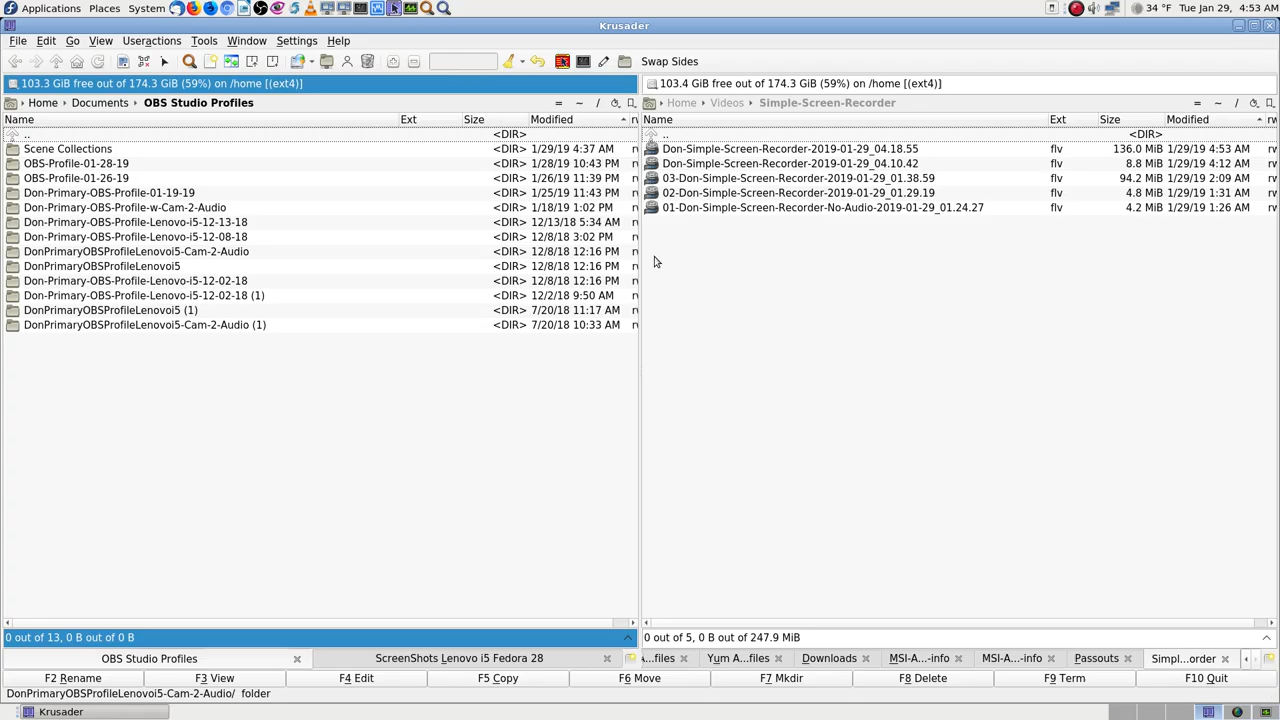 Applications Places System 34 °F Tue Jan 29, 4:53 AM
Krusader
File Edit Go View Useractions Tools Window Settings Help
Swap Sides
103.3 GiB free out of 174.3 GiB (59%) on /home [(ext4)] 103.4 GiB free out of 174.3 GiB (59%) on /home [(ext4)]
Home Documents OBS Studio Profiles = ~ / Home Videos Simple-Screen-Recorder = ~ /
Name Ext Size Modified Name Ext Size Modified rw
.. <DIR> .. <DIR>
Scene Collections <DIR> 1/29/19 4:37 AM Don-Simple-Screen-Recorder-2019-01-29_04.18.55 flv 136.0 MiB 1/29/19 4:53 AM rw
OBS-Profile-01-28-19 <DIR> 1/28/19 10:43 PM Don-Simple-Screen-Recorder-2019-01-29_04.10.42 flv 8.8 MiB 1/29/19 4:12 AM rw
OBS-Profile-01-26-19 <DIR> 1/26/19 11:39 PM 03-Don-Simple-Screen-Recorder-2019-01-29_01.38.59 flv 94.2 MiB 1/29/19 2:09 AM rw
Don-Primary-OBS-Profile-01-19-19 <DIR> 1/25/19 11:43 PM 02-Don-Simple-Screen-Recorder-2019-01-29_01.29.19 flv 4.8 MiB 1/29/19 1:31 AM rw
Don-Primary-OBS-Profile-w-Cam-2-Audio <DIR> 1/18/19 1:02 PM 01-Don-Simple-Screen-Recorder-No-Audio-2019-01-29_01.24.27 flv 4.2 MiB 1/29/19 1:26 AM rw
Don-Primary-OBS-Profile-Lenovo-i5-12-13-18 <DIR> 12/13/18 5:34 AM
Don-Primary-OBS-Profile-Lenovo-i5-12-08-18 <DIR> 12/8/18 3:02 PM
DonPrimaryOBSProfileLenovoi5-Cam-2-Audio <DIR> 12/8/18 12:16 PM
DonPrimaryOBSProfileLenovoi5 <DIR> 12/8/18 12:16 PM
Don-Primary-OBS-Profile-Lenovo-i5-12-02-18 <DIR> 12/8/18 12:16 PM
Don-Primary-OBS-Profile-Lenovo-i5-12-02-18 (1) <DIR> 12/2/18 9:50 AM
DonPrimaryOBSProfileLenovoi5 (1) <DIR> 7/20/18 11:17 AM
DonPrimaryOBSProfileLenovoi5-Cam-2-Audio (1) <DIR> 7/20/18 10:33 AM
0 out of 13, 0 B out of 0 B 0 out of 5, 0 B out of 247.9 MiB
OBS Studio Profiles ScreenShots Lenovo i5 Fedora 28 ...files Yum A...files Downloads MSI-A...-info MSI-A...-info Passouts Simpl...order
F2 Rename F3 View F4 Edit F5 Copy F6 Move F7 Mkdir F8 Delete F9 Term F10 Quit
DonPrimaryOBSProfileLenovoi5-Cam-2-Audio/ folder
Krusader